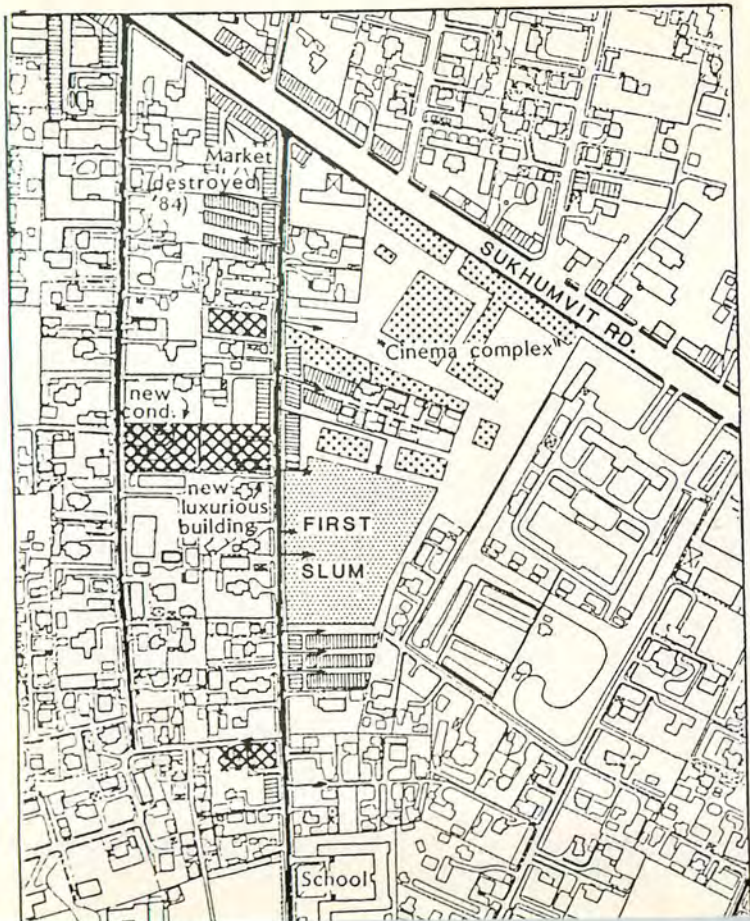 Market
(destroyed
'84)
SUKHUMVIT RD.
"Cinema complex"
new
cond.
new
luxurious
building
FIRST
SLUM
School